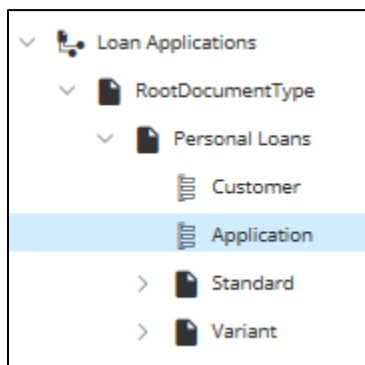 Loan Applications
RootDocumentType
Personal Loans
Customer
Application
Standard
Variant